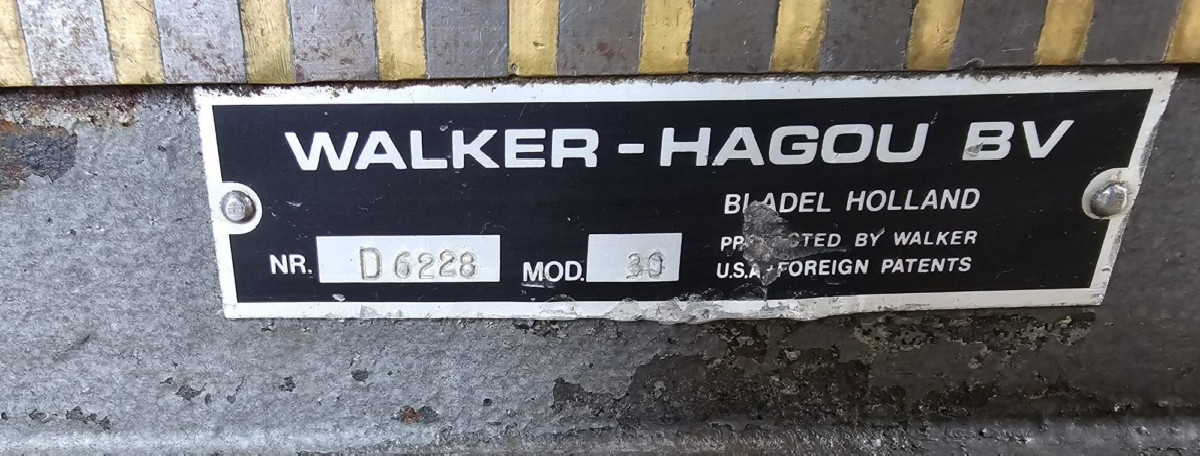 WALKER - HAGOU BV
BLADEL HOLLAND
PROTECTED BY WALKER
U.S.A. FOREIGN PATENTS
NR. D 6228 MOD. 30